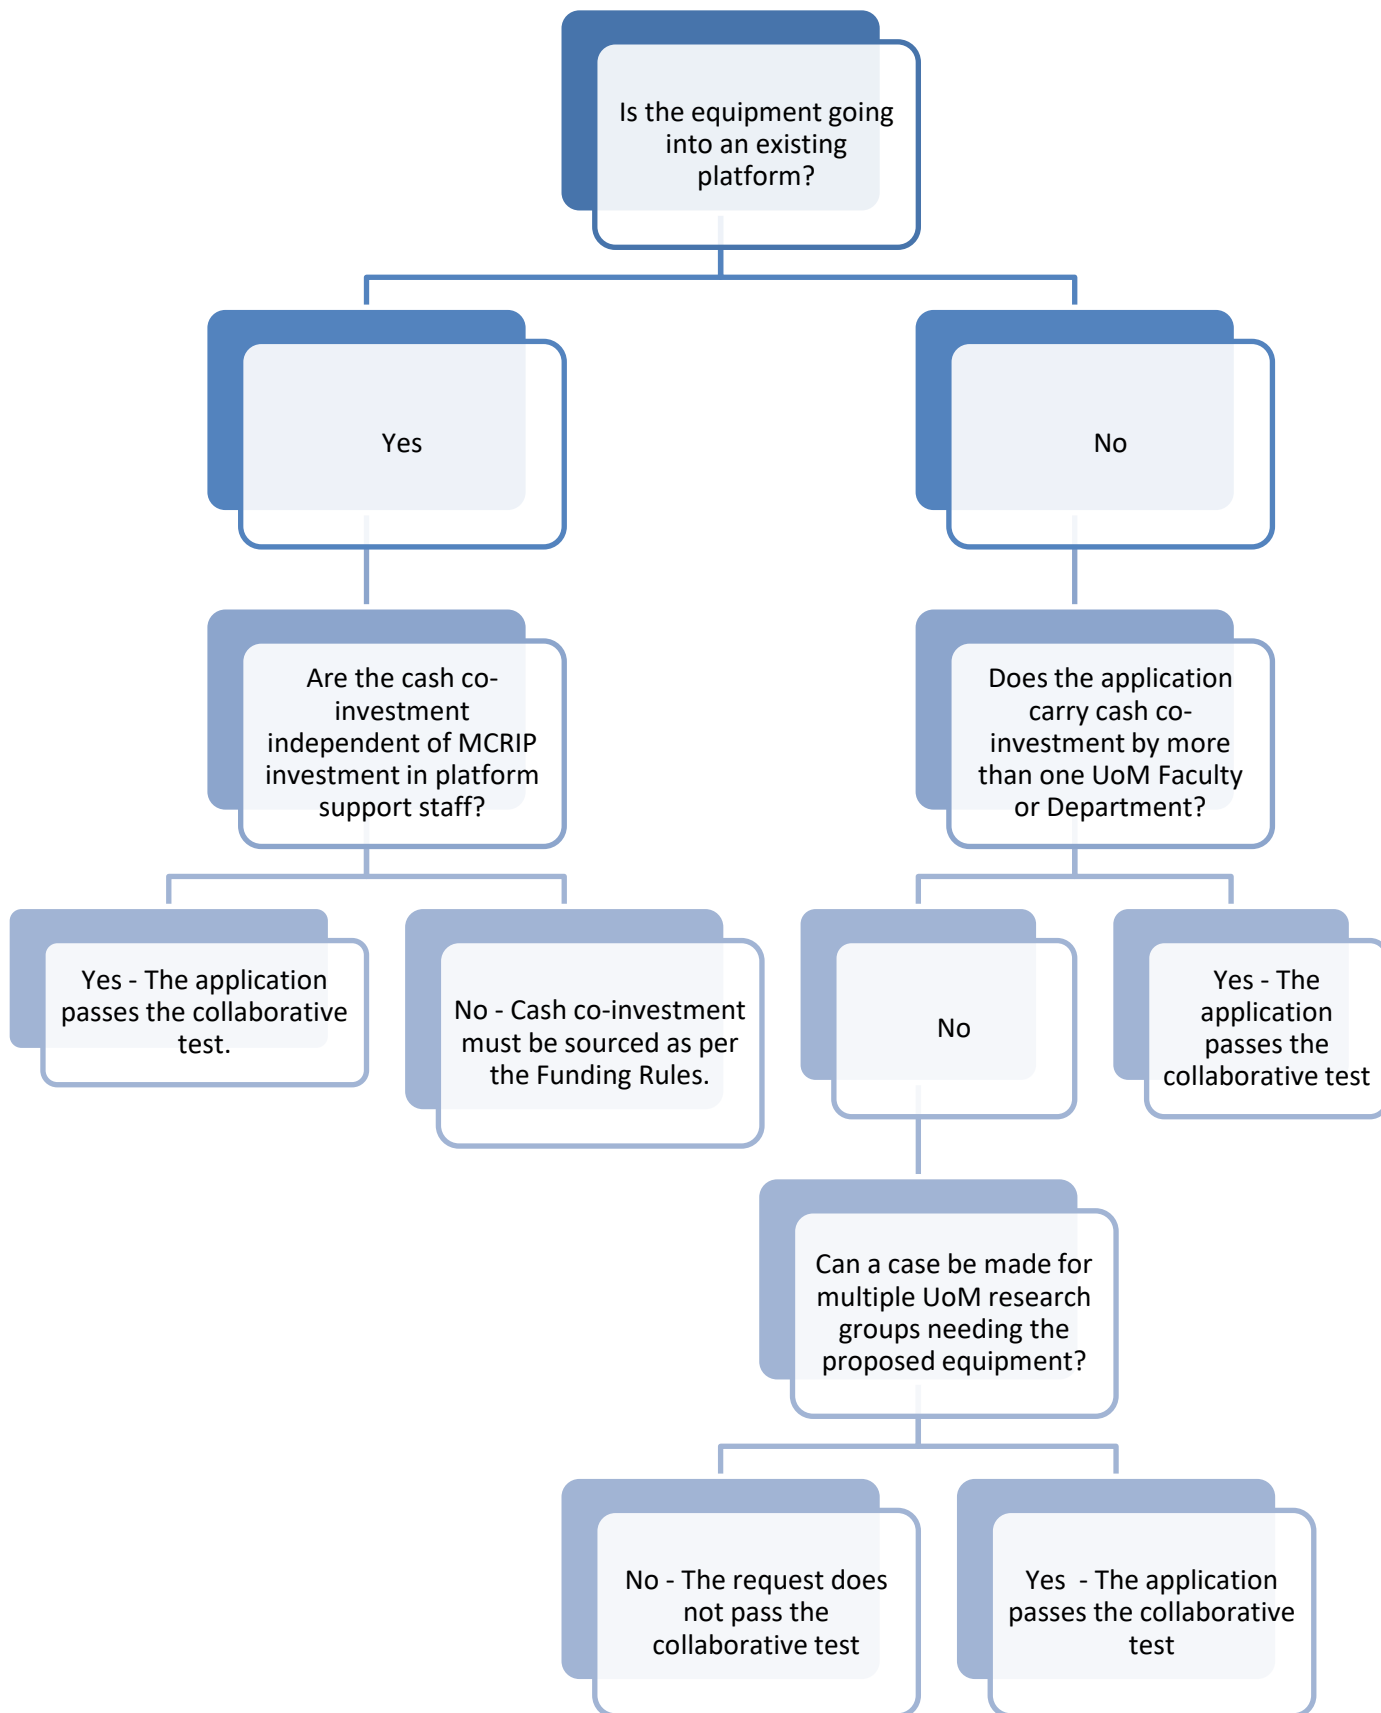 Is the equipment going
into an existing
platform?
Yes
No
Are the cash co-
investment
independent of MCRIP
investment in platform
support staff?
Does the application
carry cash co-
investment by more
than one UoM Faculty
or Department?
Yes - The application
passes the collaborative
test.
No - Cash co-investment
must be sourced as per
the Funding Rules.
No
Yes - The
application
passes the
collaborative test
Can a case be made for
multiple UoM research
groups needing the
proposed equipment?
No - The request does
not pass the
collaborative test
Yes  - The application
passes the collaborative
test